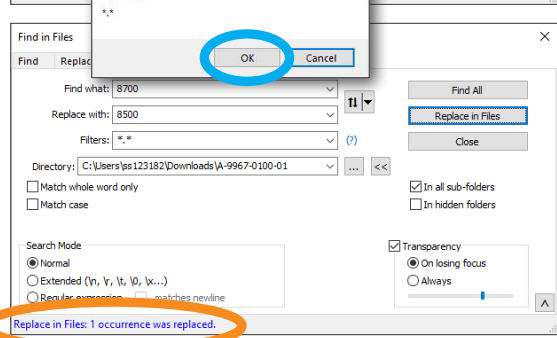 *.*
Find in Files
Find Replac
OK Cancel
Find what: 8700
Find All
Replace with: 8500
Replace in Files
Filters: *.* (?)
Close
Directory: C:\Users\ss123182\Downloads\A-9967-0100-01 ... <<
Match whole word only
In all sub-folders
Match case
In hidden folders
Search Mode
Transparency
Normal
On losing focus
Extended (\n, \r, \t, \0, \x...)
Always
Regular expression . matches newline
Replace in Files: 1 occurrence was replaced.